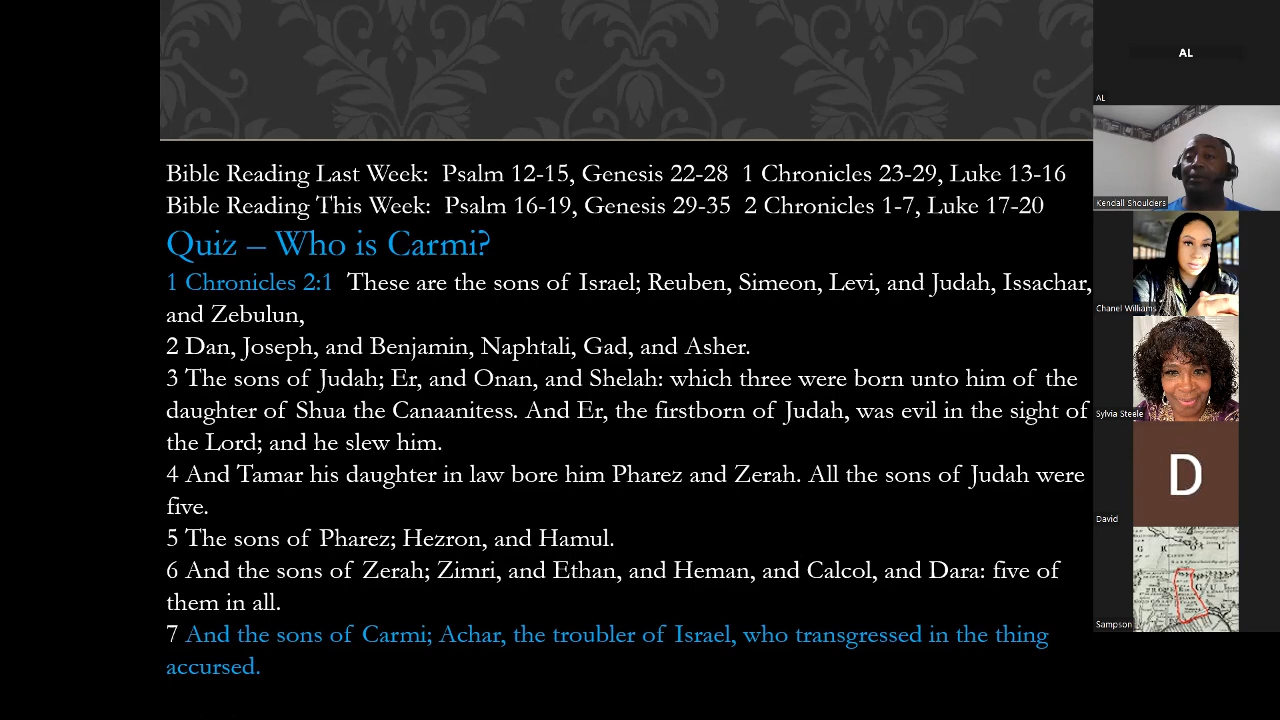 Bible Reading Last Week:  Psalm 12-15, Genesis 22-28  1 Chronicles 23-29, Luke 13-16
Bible Reading This Week:  Psalm 16-19, Genesis 29-35  2 Chronicles 1-7, Luke 17-20
Quiz – Who is Carmi?
1 Chronicles 2:1  These are the sons of Israel; Reuben, Simeon, Levi, and Judah, Issachar,
and Zebulun,
2 Dan, Joseph, and Benjamin, Naphtali, Gad, and Asher.
3 The sons of Judah; Er, and Onan, and Shelah: which three were born unto him of the
daughter of Shua the Canaanitess. And Er, the firstborn of Judah, was evil in the sight of
the Lord; and he slew him.
4 And Tamar his daughter in law bore him Pharez and Zerah. All the sons of Judah were
five.
5 The sons of Pharez; Hezron, and Hamul.
6 And the sons of Zerah; Zimri, and Ethan, and Heman, and Calcol, and Dara: five of
them in all.
7 And the sons of Carmi; Achar, the troubler of Israel, who transgressed in the thing
accursed.
AL
AL
Kendall Shoulders
Chanel Williams
Sylvia Steele
D
David
Sampson